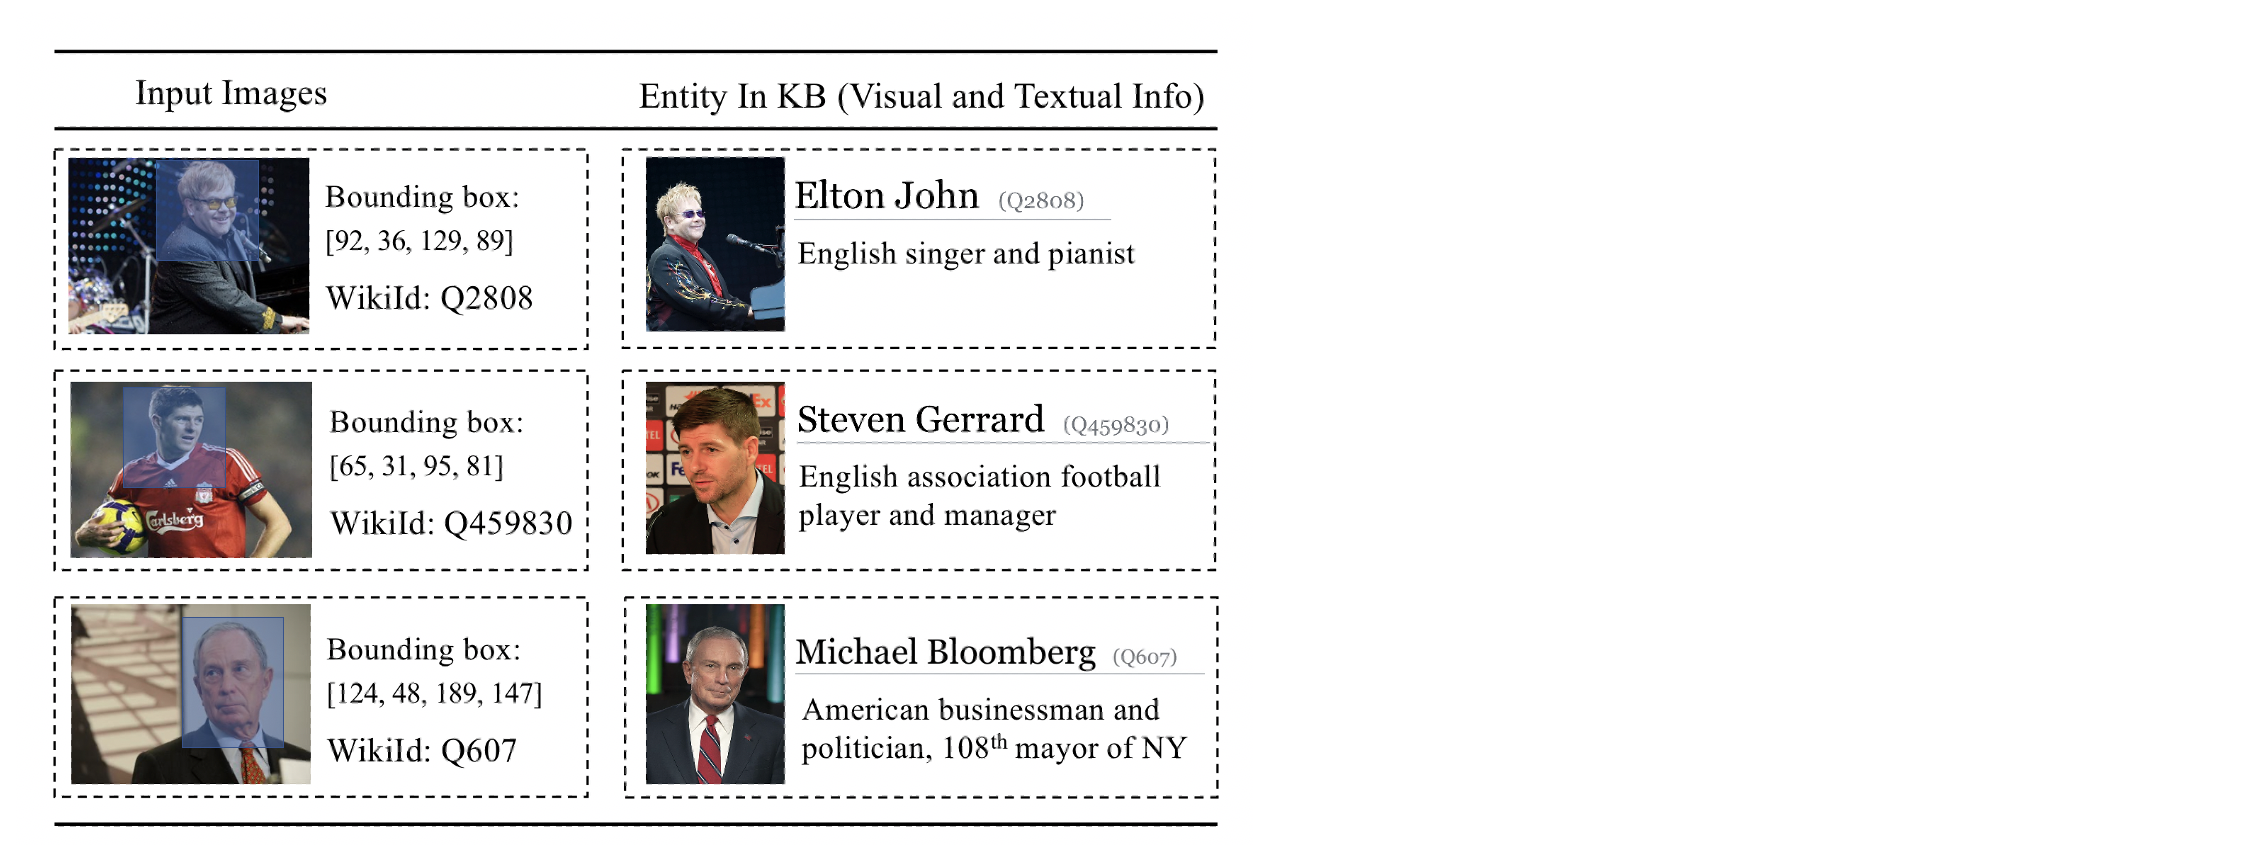 Input Images
Entity In KB (Visual and Textual Info)
Bounding box:
[92, 36, 129, 89]
WikiId: Q2808
Elton John (Q2808)
English singer and pianist
Carlsberg
Bounding box:
[65, 31, 95, 81]
WikiId: Q459830
Steven Gerrard (Q459830)
English association football
player and manager
Bounding box:
[124, 48, 189, 147]
WikiId: Q607
Michael Bloomberg (Q607)
American businessman and
politician, 108th mayor of NY